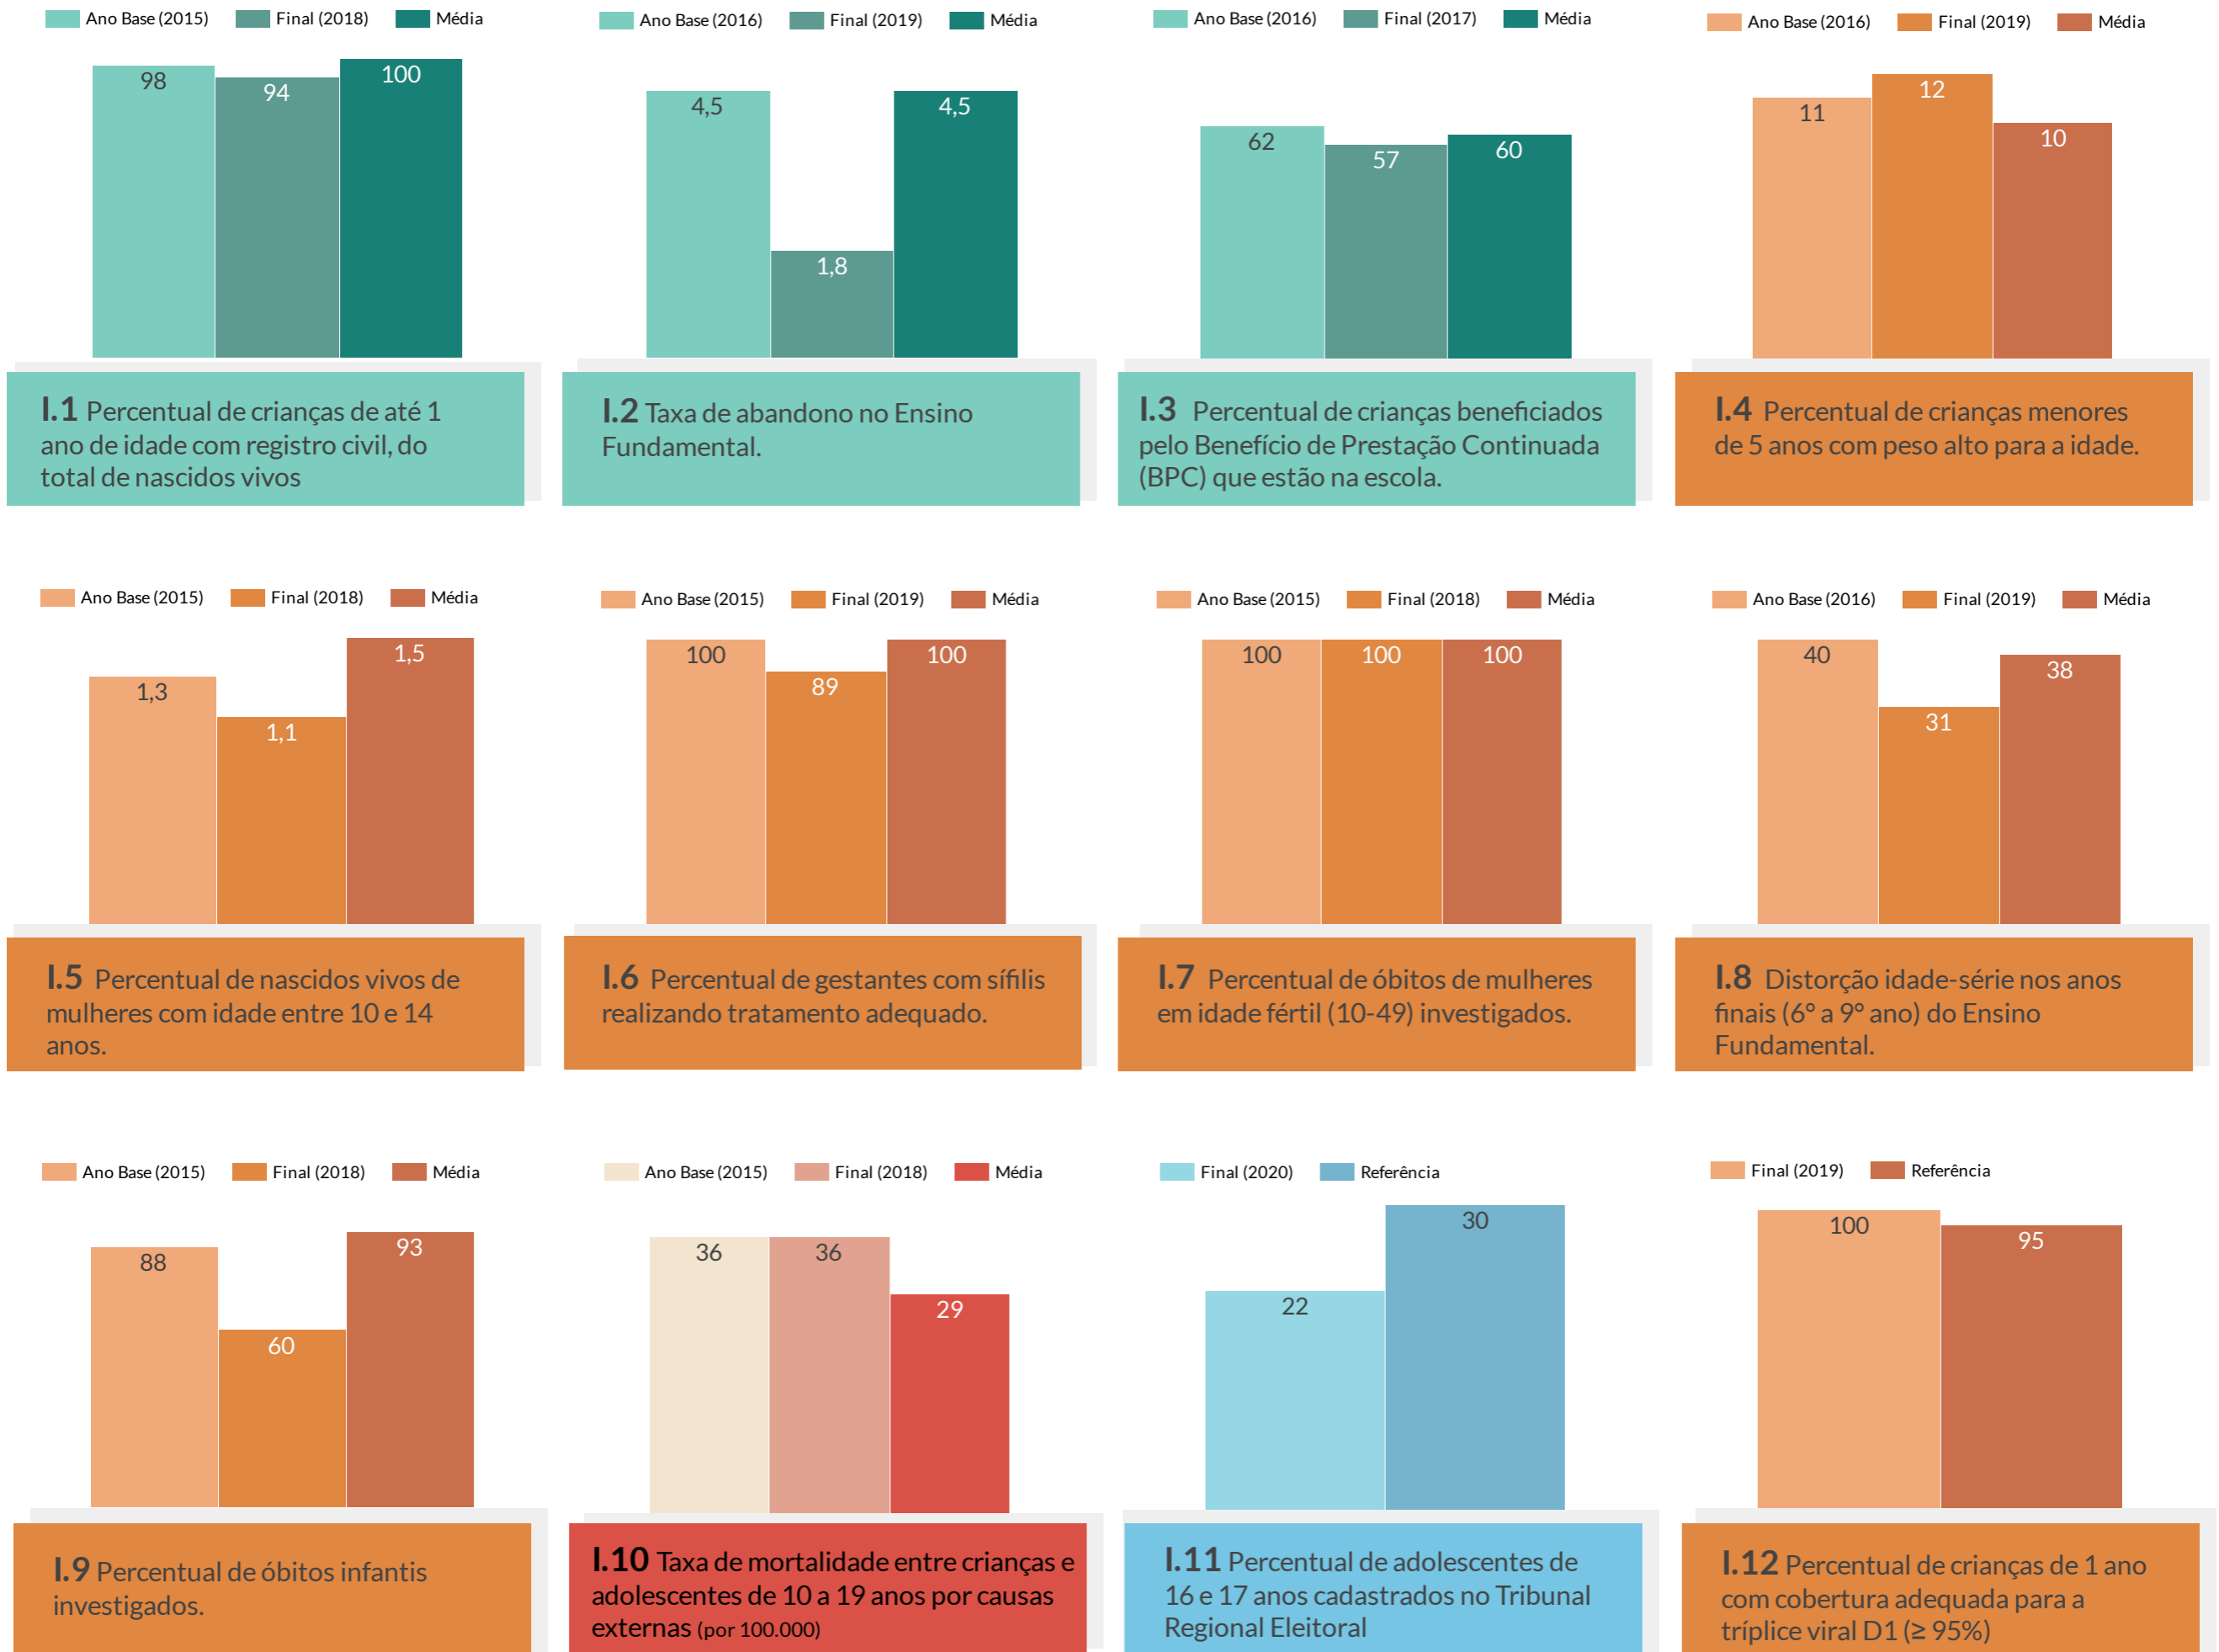 Ano Base (2015) Final (2018) Média
98 94 100
I.1 Percentual de crianças de até 1
ano de idade com registro civil, do
total de nascidos vivos
Ano Base (2016) Final (2019) Média
4,5 1,8 4,5
I.2 Taxa de abandono no Ensino
Fundamental.
Ano Base (2016) Final (2017) Média
62 57 60
I.3 Percentual de crianças beneficiados
pelo Benefício de Prestação Continuada
(BPC) que estão na escola.
Ano Base (2016) Final (2019) Média
11 12 10
I.4 Percentual de crianças menores
de 5 anos com peso alto para a idade.
Ano Base (2015) Final (2018) Média
1,3 1,1 1,5
I.5 Percentual de nascidos vivos de
mulheres com idade entre 10 e 14
anos.
Ano Base (2015) Final (2019) Média
100 89 100
I.6 Percentual de gestantes com sífilis
realizando tratamento adequado.
Ano Base (2015) Final (2018) Média
100 100 100
I.7 Percentual de óbitos de mulheres
em idade fértil (10-49) investigados.
Ano Base (2016) Final (2019) Média
40 31 38
I.8 Distorção idade-série nos anos
finais (6° a 9° ano) do Ensino
Fundamental.
Ano Base (2015) Final (2018) Média
88 60 93
I.9 Percentual de óbitos infantis
investigados.
Ano Base (2015) Final (2018) Média
36 36 29
I.10 Taxa de mortalidade entre crianças e
adolescentes de 10 a 19 anos por causas
externas (por 100.000)
Final (2020) Referência
22 30
I.11 Percentual de adolescentes de
16 e 17 anos cadastrados no Tribunal
Regional Eleitoral
Final (2019) Referência
100 95
I.12 Percentual de crianças de 1 ano
com cobertura adequada para a
tríplice viral D1 (≥ 95%)